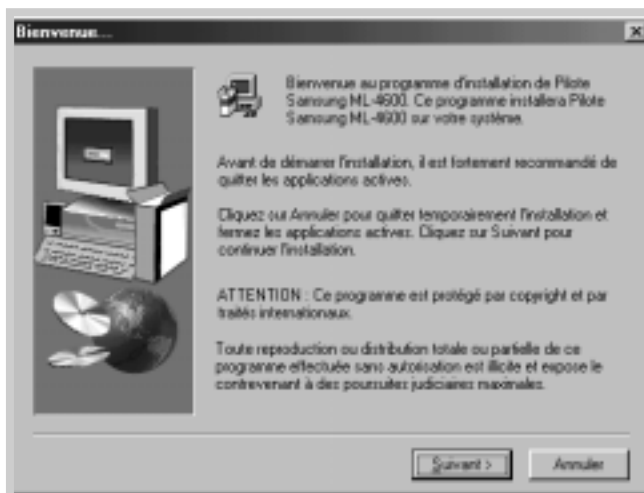 Bienvenue...
Bienvenue au programme d'installation de Pilote
Samsung ML-4600. Ce programme installera Pilote
Samsung ML-4600 sur votre système.
Avant de démarrer l'installation, il est fortement recommandé de
quitter les applications actives.
Cliquez sur Annuler pour quitter temporairement l'installation et
fermez les applications actives. Cliquez sur Suivant pour
continuer l'installation.
ATTENTION : Ce programme est protégé par copyright et par
traités internationaux.
Toute reproduction ou distribution totale ou partielle de ce
programme effectuée sans autorisation est illicite et expose le
contrevenant à des poursuites judiciaires maximales.
Suivant >
Annuler